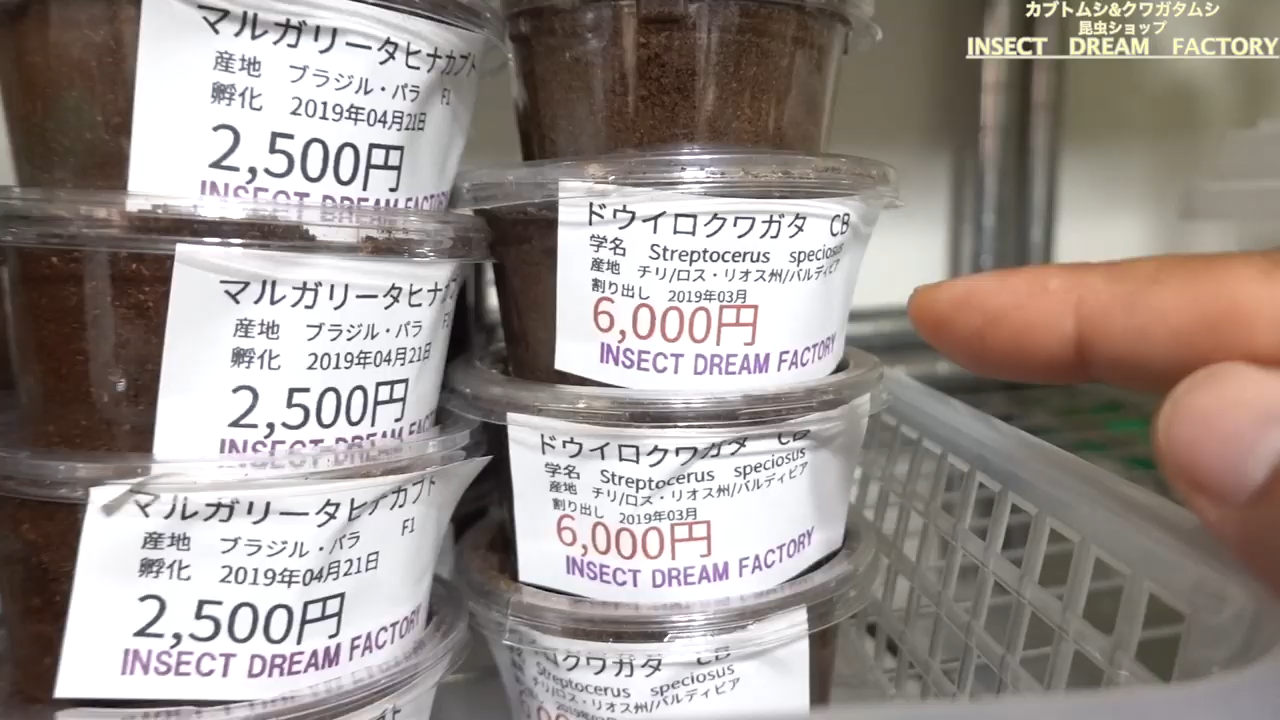 カブトムシ&クワガタムシ
昆虫ショップ
INSECT DREAM FACTORY
マルガリータヒナカブト
産地 ブラジル・パラ F1
孵化 2019年04月21日
2,500円
INSECT DREAM FACTORY
マルガリータヒナカブ
産地 ブラジル・パラ F1
孵化 2019年04月21日
2,500円
INSECT DREAM FACTO
マルガリータヒナカブト
F1
産地 ブラジル・パラ
孵化 2019年04月21日
2,500円
INSECT DREAM FACTORY
ドウイロクワガタ CB
学名 Streptocerus speciosus
産地 チリ/ロス・リオス州/バルディビア
割り出し 2019年03月
6,000円
INSECT DREAM FACTORY
ドウイロクワガタ CB
学名 Streptocerus speciosus
産地 チリ/ロス・リオス州/バルディビア
割り出し 2019年03月
6,000円
INSECT DREAM FACTORY
クワガタ CB
Streptocerus speciosus
チリ/ロス・リオス州/バルディビア